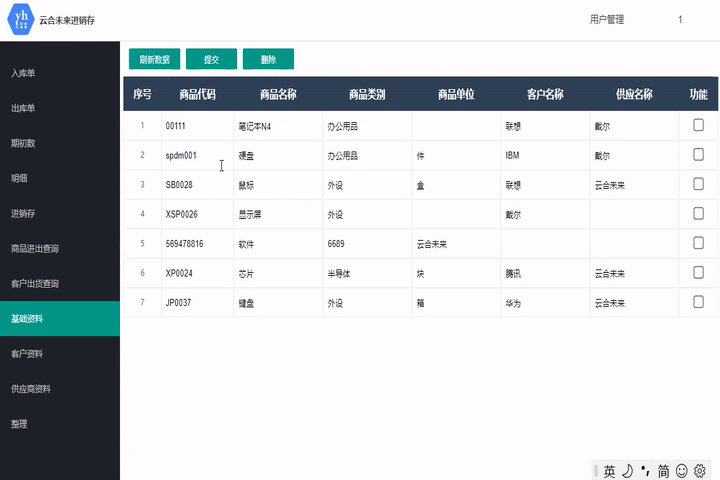 yh
云合未来进销存
用户管理 1
入库单
出库单
期初数
明细
进销存
商品进出查询
客户出货查询
基础资料
客户资料
供应商资料
整理
刷新数据 提交 删除
序号 商品代码 商品名称 商品类别 商品单位 客户名称 供应名称 功能
1 00111 笔记本N4 办公用品 联想 戴尔
2 spdm001 硬盘 办公用品 件 IBM 戴尔
3 SB0028 鼠标 外设 盒 联想 云合未来
4 XSP0026 显示屏 外设 戴尔
5 569478816 软件 6689 云合未来
6 XP0024 芯片 半导体 块 腾讯 云合未来
7 JP0037 键盘 外设 箱 华为 云合未来
英 简